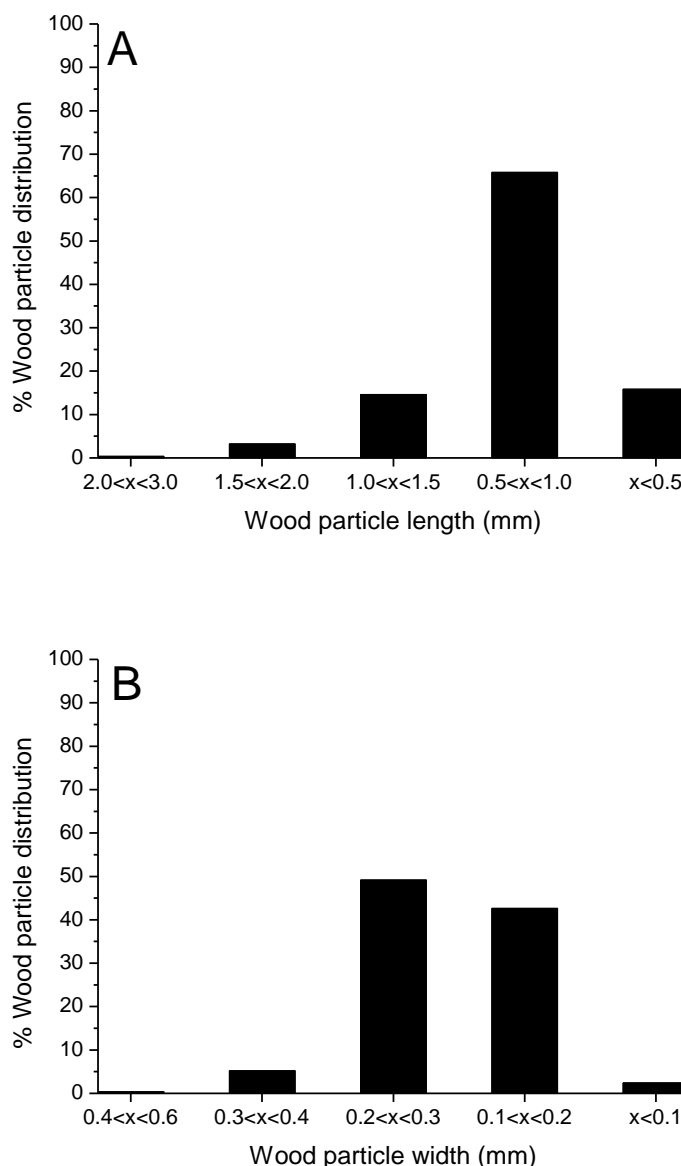 A
100
90
80
70
60
50
40
30
20
10
0
% Wood particle distribution
2.0<x<3.0 1.5<x<2.0 1.0<x<1.5 0.5<x<1.0 x<0.5
Wood particle length (mm)
B
100
90
80
70
60
50
40
30
20
10
0
% Wood particle distribution
0.4<x<0.6 0.3<x<0.4 0.2<x<0.3 0.1<x<0.2 x<0.1
Wood particle width (mm)